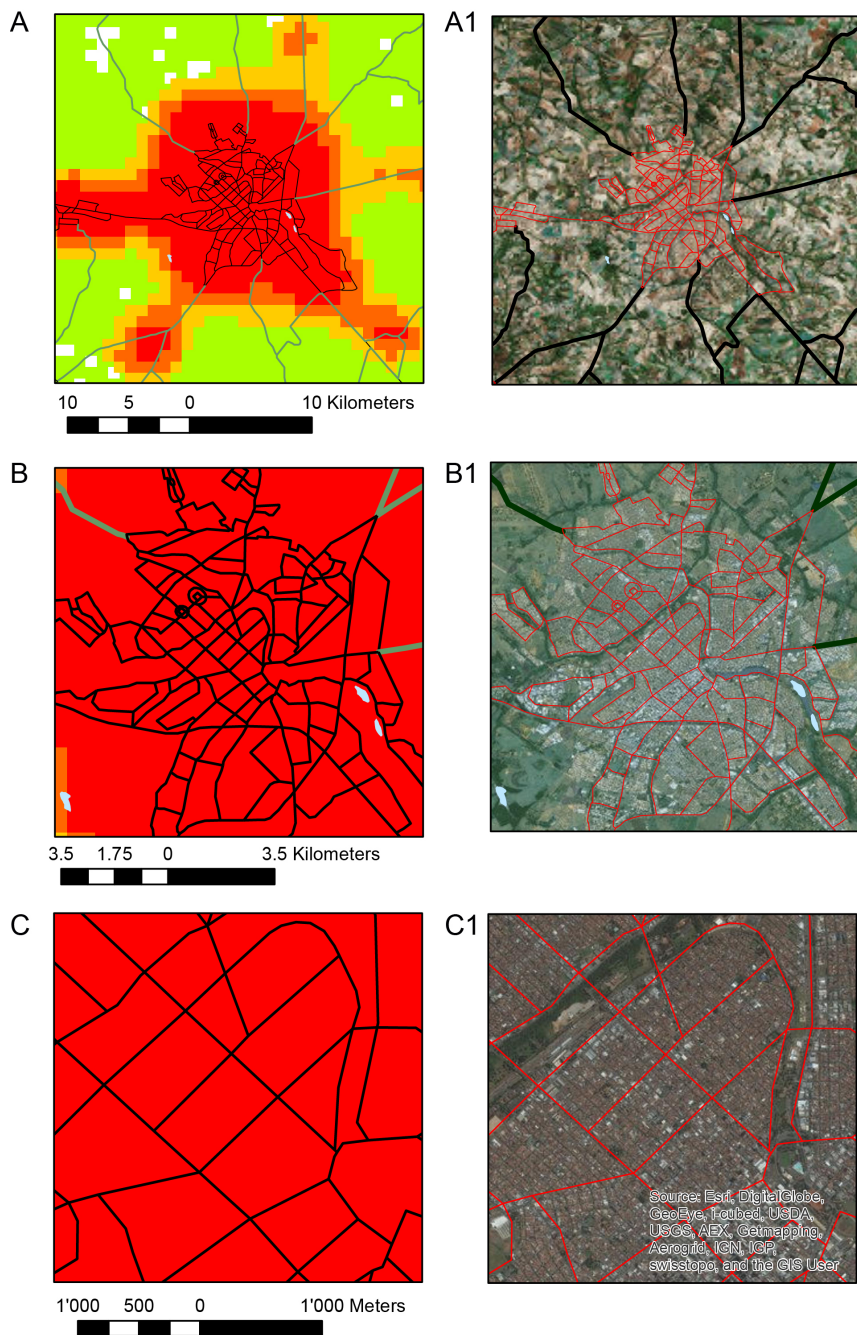 A
A1
10 5 0 10 Kilometers
B
B1
3.5 1.75 0 3.5 Kilometers
C
C1
Source: Esri, DigitalGlobe,
GeoEye, i-cubed, USDA,
USGS, AEX, Getmapping,
Aerogrid, IGN, IGP,
swisstopo, and the GIS User
1'000 500 0 1'000 Meters